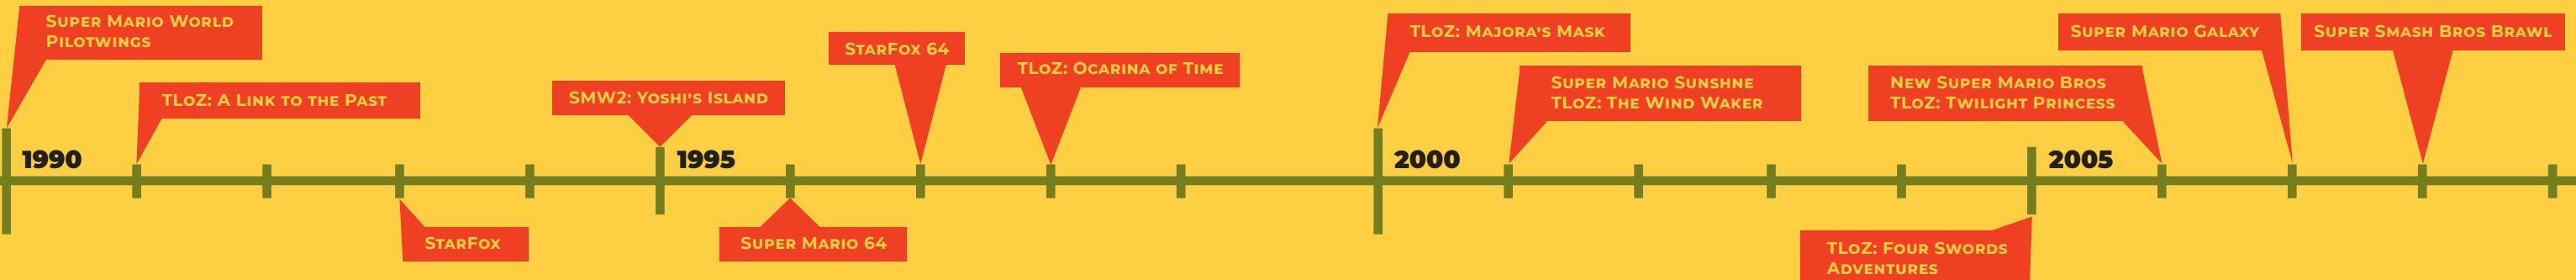 Super Mario World
Pilotwings
TLoZ: A Link to the Past
SMW2: Yoshi's Island
StarFox 64
TLoZ: Ocarina of Time
TLoZ: Majora's Mask
Super Mario Sunshne
TLoZ: The Wind Waker
Super Mario Galaxy
New Super Mario Bros
TLoZ: Twilight Princess
Super Smash Bros Brawl
1990
1995
2000
2005
StarFox
Super Mario 64
TLoZ: Four Swords
Adventures